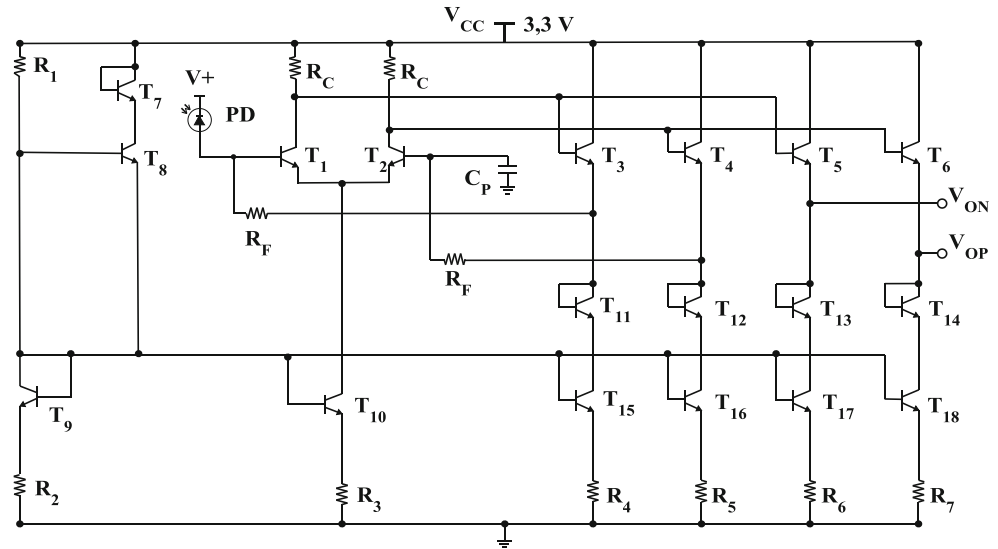 V_CC 3,3 V
R_1
T_7
V+
PD
R_C
R_C
T_8
T_1
T_2
C_P
T_3
T_4
T_5
T_6
V_ON
V_OP
R_F
R_F
T_11
T_12
T_13
T_14
T_9
T_10
T_15
T_16
T_17
T_18
R_2
R_3
R_4
R_5
R_6
R_7